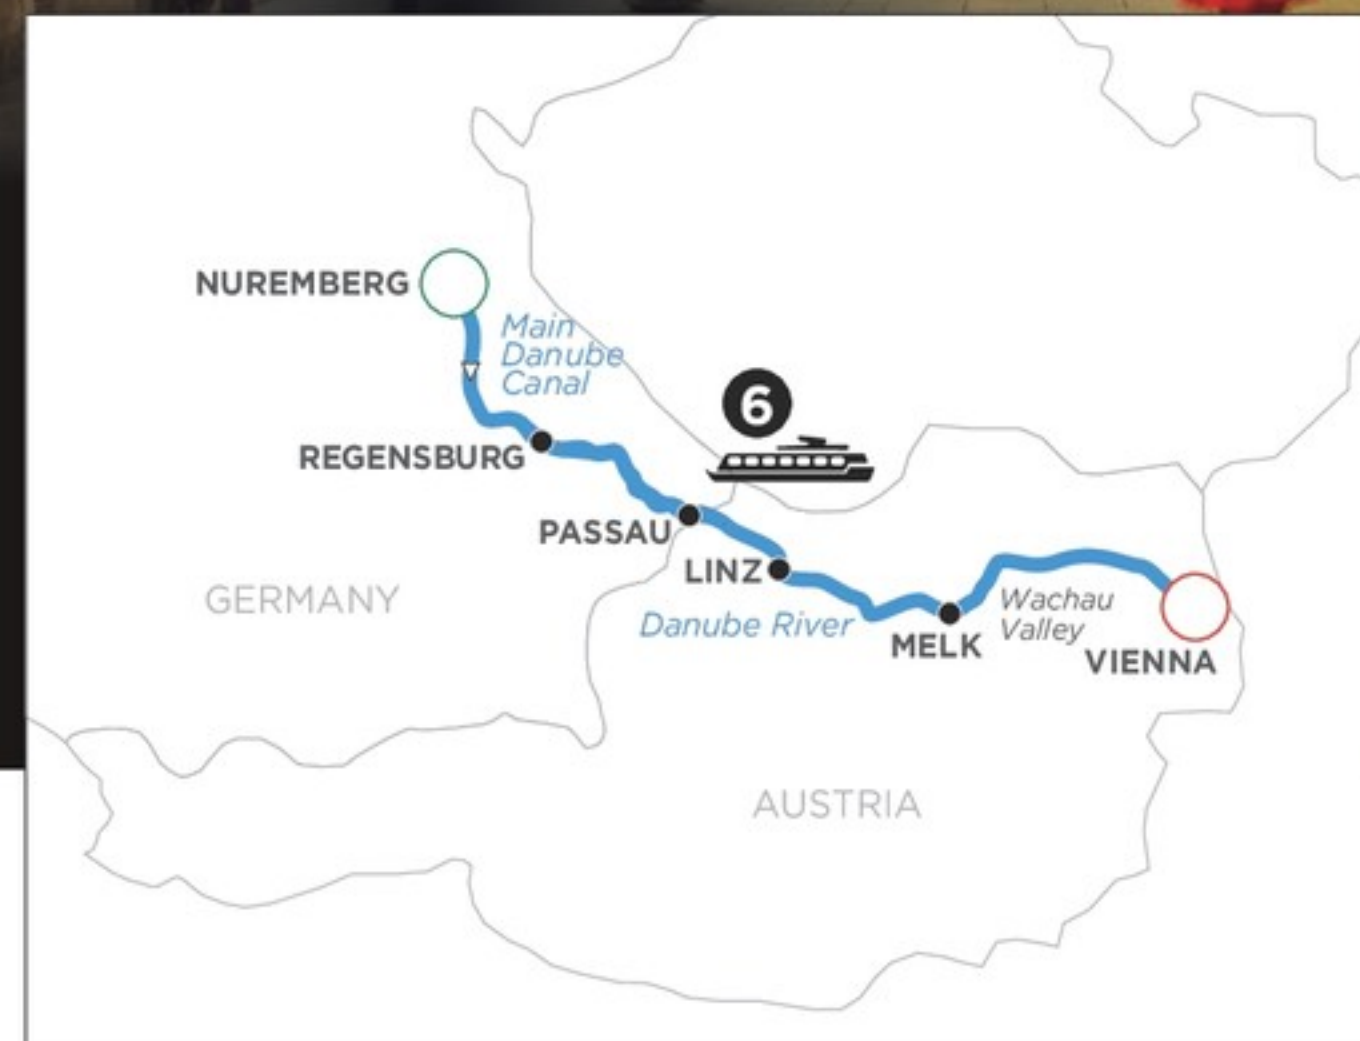 NUREMBERG
Main
Danube
Canal
6
REGENSBURG
PASSAU
LINZ
GERMANY
Danube River
Wachau
Valley
MELK
VIENNA
AUSTRIA